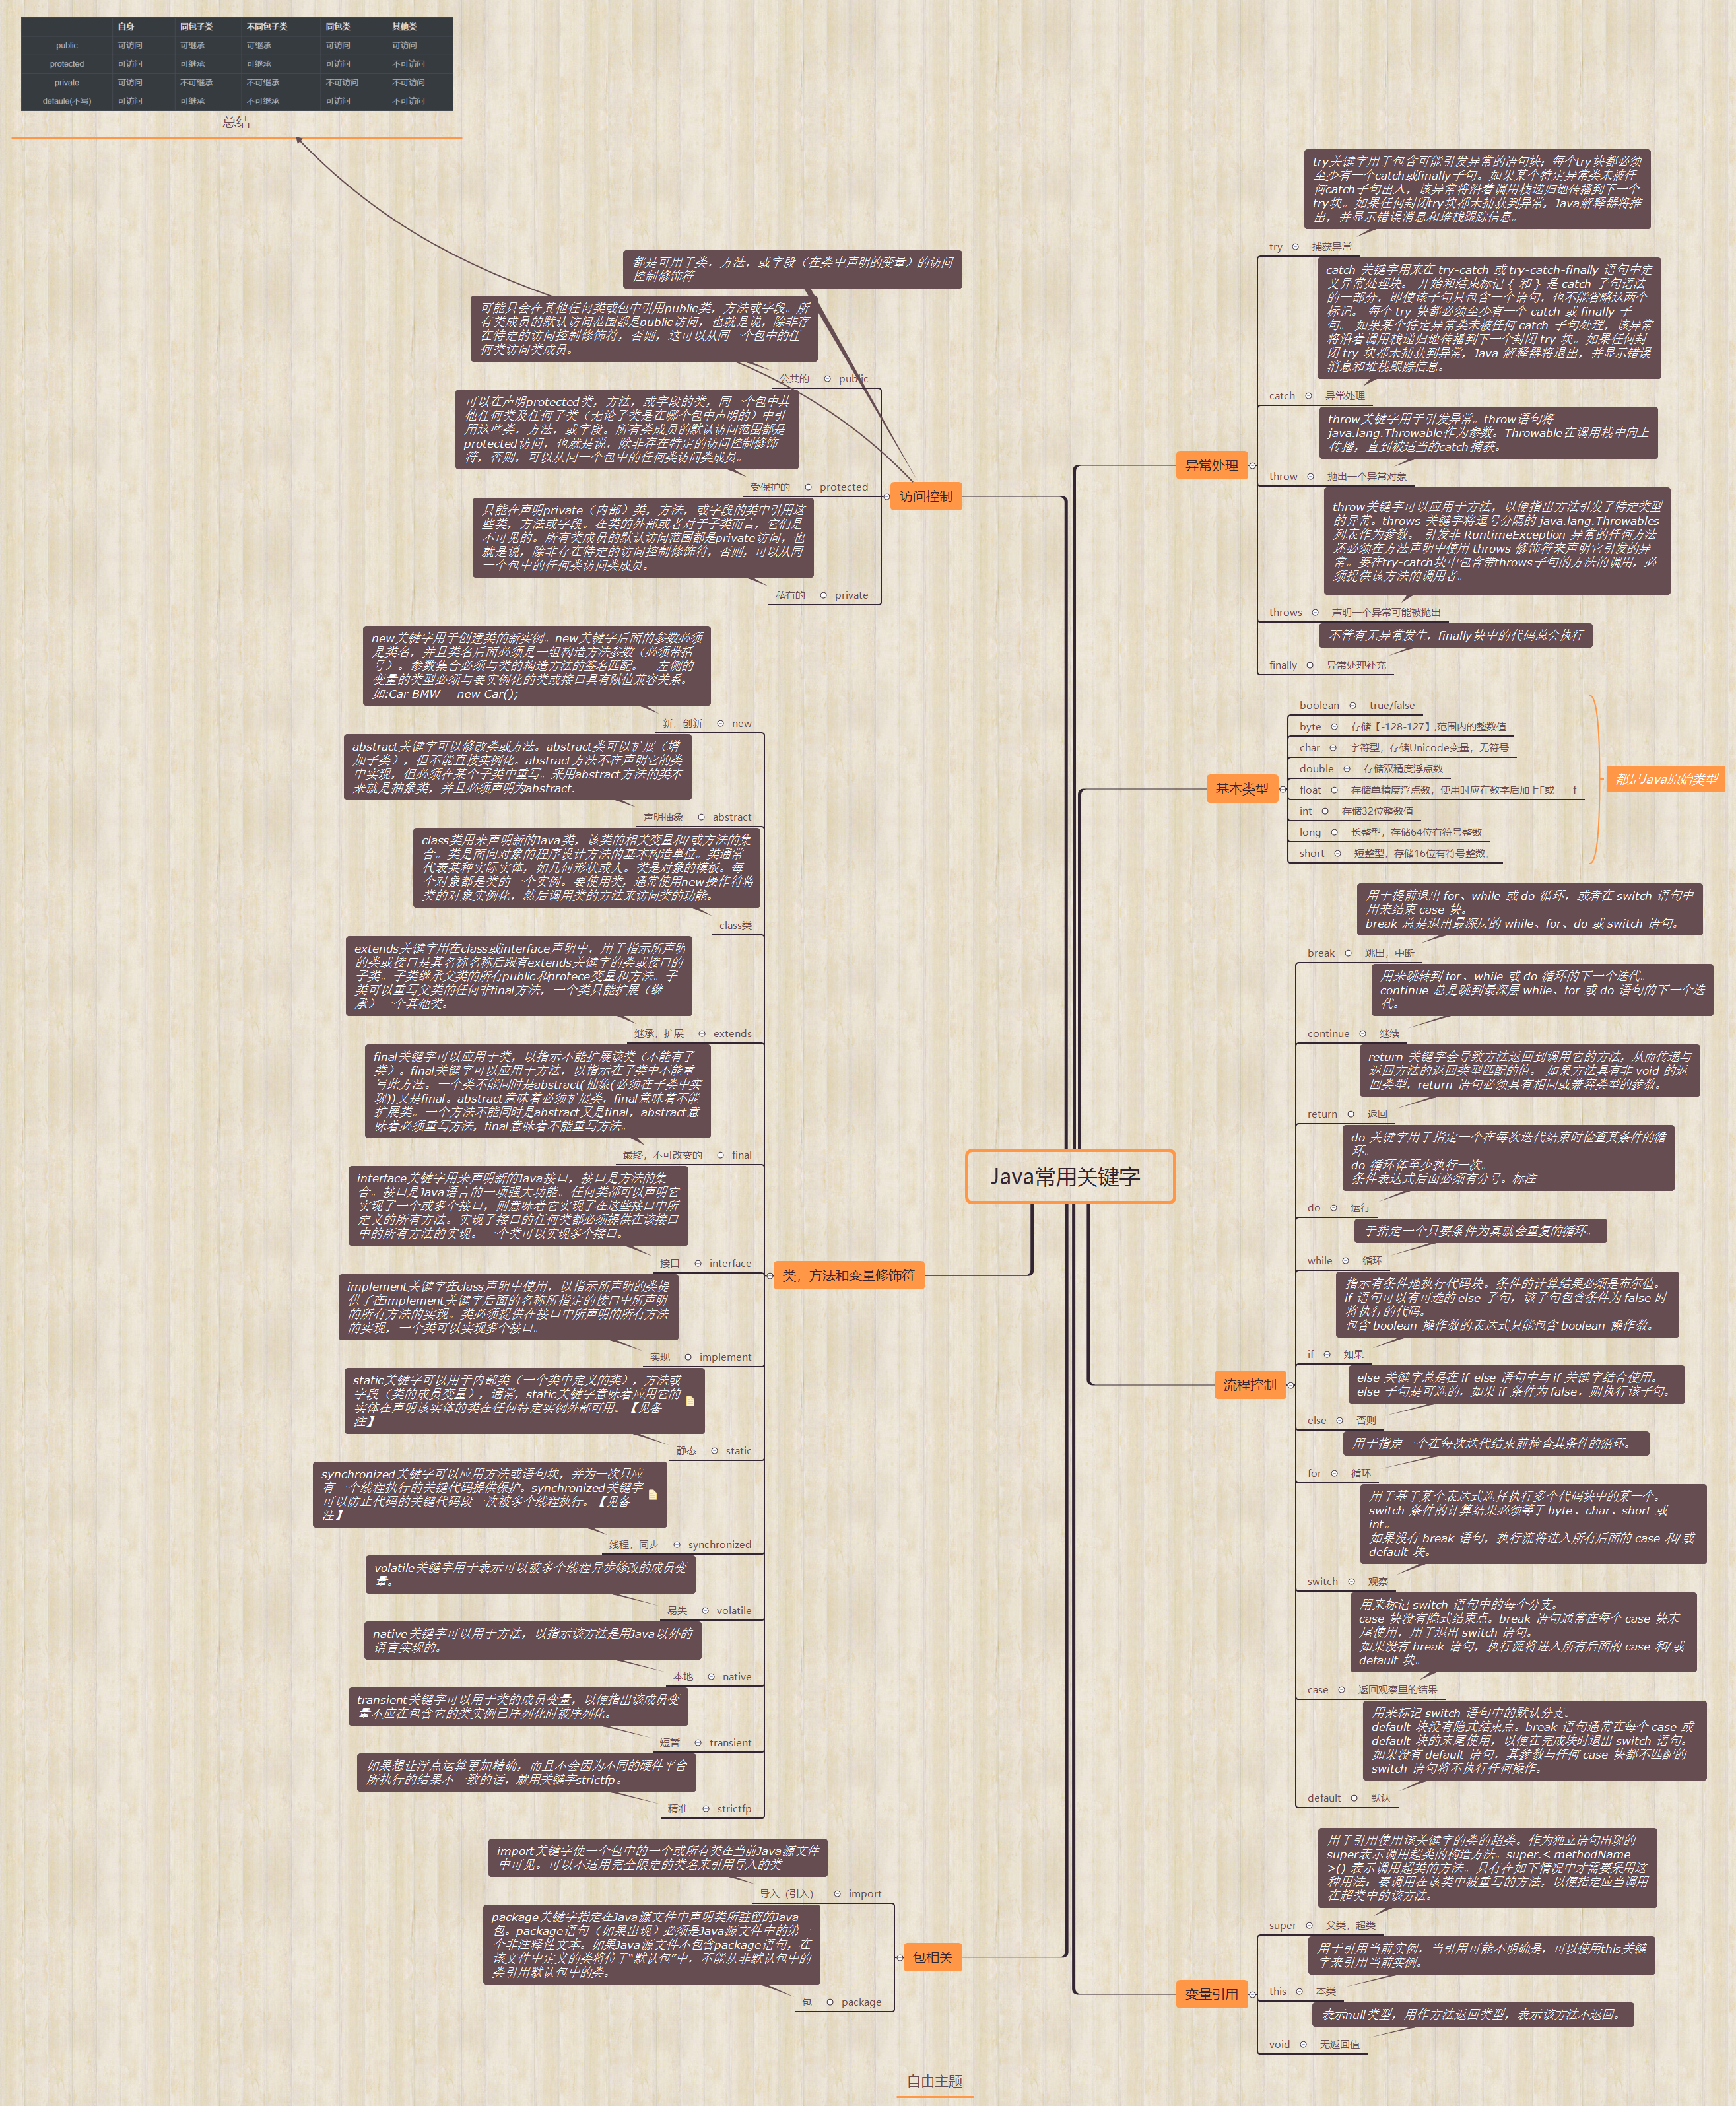 自身 同包子类 不同包子类 同包类 其他类
public 可访问 可继承 可继承 可访问 可访问
protected 可访问 可继承 可继承 可访问 不可访问
private 可访问 不可继承 不可继承 不可访问 不可访问
defaule(不写) 可访问 可继承 不可继承 可访问 不可访问
总结
都是可用于类，方法，或字段（在类中声明的变量）的访问
控制修饰符
可能只会在其他任何类或包中引用public类，方法或字段。所
有类成员的默认访问范围都是public访问，也就是说，除非存
在特定的访问控制修饰符，否则，这可以从同一个包中的任
何类访问类成员。
公共的 public
可以在声明protected类，方法，或字段的类，同一个包中其
他任何类及任何子类（无论子类是在哪个包中声明的）中引
用这些类，方法，或字段。所有类成员的默认访问范围都是
protected访问，也就是说，除非存在特定的访问控制修饰
符，否则，可以从同一个包中的任何类访问类成员。
受保护的 protected
访问控制
只能在声明private（内部）类，方法，或字段的类中引用这
些类，方法或字段。在类的外部或者对于子类而言，它们是
不可见的。所有类成员的默认访问范围都是private访问，也
就是说，除非存在特定的访问控制修饰符，否则，可以从同
一个包中的任何类访问类成员。
私有的 private
new关键字用于创建类的新实例。new关键字后面的参数必须
是类名，并且类名后面必须是一组构造方法参数（必须带括
号）。参数集合必须与类的构造方法的签名匹配。= 左侧的
变量的类型必须与要实例化的类或接口具有赋值兼容关系。
如:Car BMW = new Car();
新，创新 new
abstract关键字可以修改类或方法。abstract类可以扩展（增
加子类），但不能直接实例化。abstract方法不在声明它的类
中实现，但必须在某个子类中重写。采用abstract方法的类本
来就是抽象类，并且必须声明为abstract.
声明抽象 abstract
class类用来声明新的Java类，该类的相关变量和/或方法的集
合。类是面向对象的程序设计方法的基本构造单位。类通常
代表某种实际实体，如几何形状或人。类是对象的模板。每
个对象都是类的一个实例。要使用类，通常使用new操作符将
类的对象实例化，然后调用类的方法来访问类的功能。
class类
extends关键字用在class或interface声明中，用于指示所声明
的类或接口是其名称名称后跟有extends关键字的类或接口的
子类。子类继承父类的所有public和protece变量和方法。子
类可以重写父类的任何非final方法，一个类只能扩展（继
承）一个其他类。
继承，扩展 extends
final关键字可以应用于类，以指示不能扩展该类（不能有子
类）。final关键字可以应用于方法，以指示在子类中不能重
写此方法。一个类不能同时是abstract(抽象(必须在子类中实
现))又是final。abstract意味着必须扩展类，final意味着不能
扩展类。一个方法不能同时是abstract又是final，abstract意
味着必须重写方法，final意味着不能重写方法。
最终，不可改变的 final
interface关键字用来声明新的Java接口，接口是方法的集
合。接口是Java语言的一项强大功能。任何类都可以声明它
实现了一个或多个接口，则意味着它实现了在这些接口中所
定义的所有方法。实现了接口的任何类都必须提供在该接口
中的所有方法的实现。一个类可以实现多个接口。
接口 interface
类，方法和变量修饰符
implement关键字在class声明中使用，以指示所声明的类提
供了在implement关键字后面的名称所指定的接口中所声明
的所有方法的实现。类必须提供在接口中所声明的所有方法
的实现，一个类可以实现多个接口。
实现 implement
static关键字可以用于内部类（一个类中定义的类），方法或
字段（类的成员变量），通常，static关键字意味着应用它的
实体在声明该实体的类在任何特定实例外部可用。【见备
注】
静态 static
synchronized关键字可以应用方法或语句块，并为一次只应
有一个线程执行的关键代码提供保护。synchronized关键字
可以防止代码的关键代码段一次被多个线程执行。【见备
注】
线程，同步 synchronized
volatile关键字用于表示可以被多个线程异步修改的成员变
量。
易失 volatile
native关键字可以用于方法，以指示该方法是用Java以外的
语言实现的。
本地 native
transient关键字可以用于类的成员变量，以便指出该成员变
量不应在包含它的类实例已序列化时被序列化。
短暂 transient
如果想让浮点运算更加精确，而且不会因为不同的硬件平台
所执行的结果不一致的话，就用关键字strictfp。
精准 strictfp
import关键字使一个包中的一个或所有类在当前Java源文件
中可见。可以不适用完全限定的类名来引用导入的类
导入（引入） import
package关键字指定在Java源文件中声明类所驻留的Java
包。package语句（如果出现）必须是Java源文件中的第一
个非注释性文本。如果Java源文件不包含package语句，在
该文件中定义的类将位于"默认包"中，不能从非默认包中的
类引用默认包中的类。
包 package
包相关
Java常用关键字
try关键字用于包含可能引发异常的语句块，每个try块都必须
至少有一个catch或finally子句。如果某个特定异常类未被任
何catch子句出入，该异常将沿着调用栈递归地传播到下一个
try块。如果任何封闭try块都未捕获到异常，Java解释器将推
出，并显示错误消息和堆栈跟踪信息。
try 捕获异常
catch 关键字用来在 try-catch 或 try-catch-finally 语句中定
义异常处理块。 开始和结束标记 { 和 } 是 catch 子句语法
的一部分，即使该子句只包含一个语句，也不能省略这两个
标记。 每个 try 块都必须至少有一个 catch 或 finally 子
句。 如果某个特定异常类未被任何 catch 子句处理，该异常
将沿着调用栈递归地传播到下一个封闭 try 块。如果任何封
闭 try 块都未捕获到异常，Java 解释器将退出，并显示错误
消息和堆栈跟踪信息。
catch 异常处理
throw关键字用于引发异常。throw语句将
java.lang.Throwable作为参数。Throwable在调用栈中向上
传播，直到被适当的catch捕获。
异常处理
throw 抛出一个异常对象
throw关键字可以应用于方法，以便指出方法引发了特定类型
的异常。throws 关键字将逗号分隔的 java.lang.Throwables
列表作为参数。 引发非 RuntimeException 异常的任何方法
还必须在方法声明中使用 throws 修饰符来声明它引发的异
常。要在try-catch块中包含带throws子句的方法的调用，必
须提供该方法的调用者。
throws 声明一个异常可能被抛出
不管有无异常发生，finally块中的代码总会执行
finally 异常处理补充
boolean true/false
byte 存储【-128-127】,范围内的整数值
char 字符型，存储Unicode变量，无符号
double 存储双精度浮点数
基本类型
都是Java原始类型
float 存储单精度浮点数，使用时应在数字后加上F或 f
int 存储32位整数值
long 长整型，存储64位有符号整数
short 短整型，存储16位有符号整数。
用于提前退出 for、while 或 do 循环，或者在 switch 语句中
用来结束 case 块。
break 总是退出最深层的 while、for、do 或 switch 语句。
break 跳出，中断
用来跳转到 for、while 或 do 循环的下一个迭代。
continue 总是跳到最深层 while、for 或 do 语句的下一个迭
代。
continue 继续
return 关键字会导致方法返回到调用它的方法，从而传递与
返回方法的返回类型匹配的值。 如果方法具有非 void 的返
回类型，return 语句必须具有相同或兼容类型的参数。
return 返回
do 关键字用于指定一个在每次迭代结束时检查其条件的循
环。
do 循环体至少执行一次。
条件表达式后面必须有分号。标注
do 运行
于指定一个只要条件为真就会重复的循环。
while 循环
指示有条件地执行代码块。条件的计算结果必须是布尔值。
if 语句可以有可选的 else 子句，该子句包含条件为 false 时
将执行的代码。
包含 boolean 操作数的表达式只能包含 boolean 操作数。
if 如果
流程控制
else 关键字总是在 if-else 语句中与 if 关键字结合使用。
else 子句是可选的，如果 if 条件为 false，则执行该子句。
else 否则
用于指定一个在每次迭代结束前检查其条件的循环。
for 循环
用于基于某个表达式选择执行多个代码块中的某一个。
switch 条件的计算结果必须等于 byte、char、short 或
int。
如果没有 break 语句，执行流将进入所有后面的 case 和/或
default 块。
switch 观察
用来标记 switch 语句中的每个分支。
case 块没有隐式结束点。break 语句通常在每个 case 块末
尾使用，用于退出 switch 语句。
如果没有 break 语句，执行流将进入所有后面的 case 和/或
default 块。
case 返回观察里的结果
用来标记 switch 语句中的默认分支。
default 块没有隐式结束点。break 语句通常在每个 case 或
default 块的末尾使用，以便在完成块时退出 switch 语句。
如果没有 default 语句，其参数与任何 case 块都不匹配的
switch 语句将不执行任何操作。
default 默认
用于引用使用该关键字的类的超类。作为独立语句出现的
super表示调用超类的构造方法。super.< methodName
>() 表示调用超类的方法。只有在如下情况中才需要采用这
种用法：要调用在该类中被重写的方法，以便指定应当调用
在超类中的该方法。
super 父类，超类
用于引用当前实例，当引用可能不明确是，可以使用this关键
字来引用当前实例。
变量引用
this 本类
表示null类型，用作方法返回类型，表示该方法不返回。
void 无返回值
自由主题